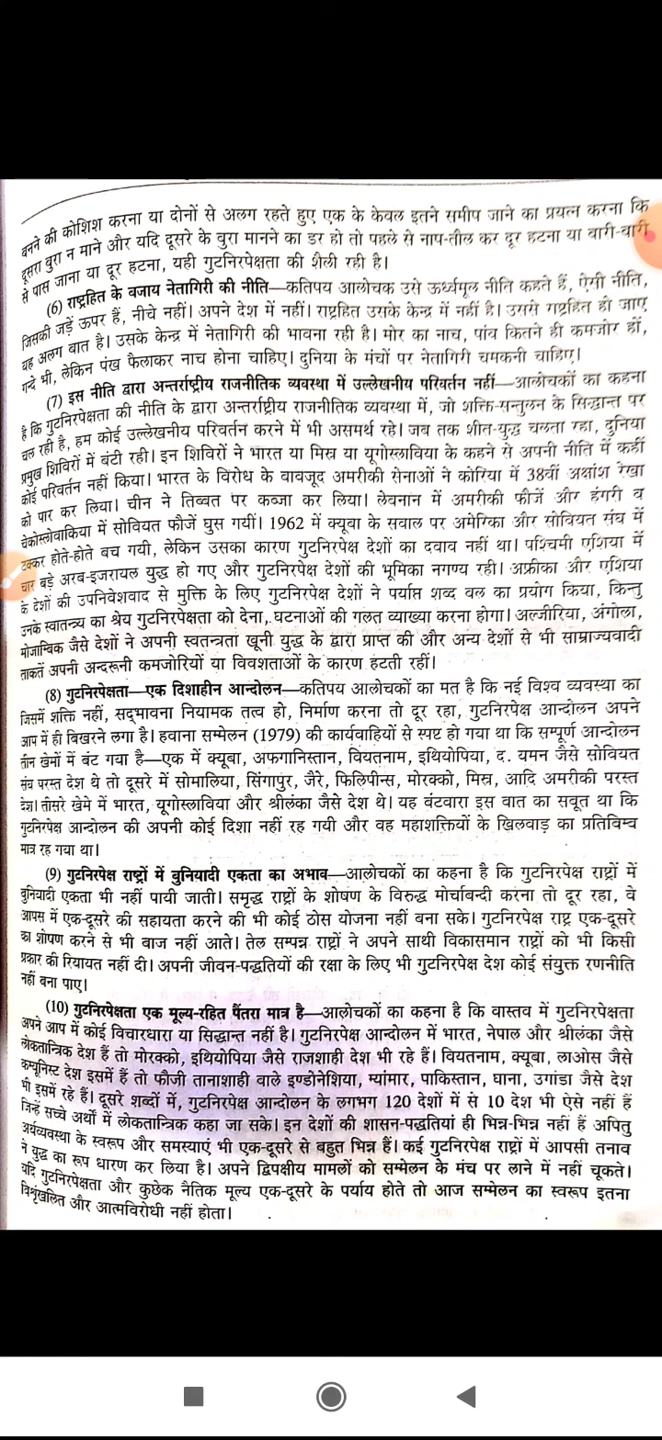 बनने की कोशिश करना या दोनों से अलग रहते हुए एक के केवल इतने समीप जाने का प्रयत्न करना कि
दूसरा बुरा न माने और यदि दूसरे के बुरा मानने का डर हो तो पहले से नाप-तौल कर दूर हटना या बारी-बारी
से पास जाना या दूर हटना, यही गुटनिरपेक्षता की शैली रही है।
(6) राष्ट्रहित के बजाय नेतागिरी की नीति—कतिपय आलोचक उसे ऊर्ध्वमूल नीति कहते हैं, ऐसी नीति,
जिसकी जड़ें ऊपर हैं, नीचे नहीं। अपने देश में नहीं। राष्ट्रहित उसके केन्द्र में नहीं है। उससे राष्ट्रहित हो जाए
यह अलग बात है। उसके केन्द्र में नेतागिरी की भावना रही है। मोर का नाच, पांव कितने ही कमजोर हों,
गन्दे भी, लेकिन पंख फैलाकर नाच होना चाहिए। दुनिया के मंचों पर नेतागिरी चमकनी चाहिए।
(7) इस नीति द्वारा अन्तर्राष्ट्रीय राजनीतिक व्यवस्था में उल्लेखनीय परिवर्तन नहीं—आलोचकों का कहना
है कि गुटनिरपेक्षता की नीति के द्वारा अन्तर्राष्ट्रीय राजनीतिक व्यवस्था में, जो शक्ति-सन्तुलन के सिद्धान्त पर
चल रही है, हम कोई उल्लेखनीय परिवर्तन करने में भी असमर्थ रहे। जब तक शीत-युद्ध चलता रहा, दुनिया
प्रमुख शिविरों में बंटी रही। इन शिविरों ने भारत या मिस्र या यूगोस्लाविया के कहने से अपनी नीति में कहीं
कोई परिवर्तन नहीं किया। भारत के विरोध के बावजूद अमरीकी सेनाओं ने कोरिया में 38वीं अक्षांश रेखा
को पार कर लिया। चीन ने तिब्बत पर कब्जा कर लिया। लेबनान में अमरीकी फौजें और हंगरी व
चेकोस्लोवाकिया में सोवियत फौजें घुस गयीं। 1962 में क्यूबा के सवाल पर अमेरिका और सोवियत संघ में
टक्कर होते-होते बच गयी, लेकिन उसका कारण गुटनिरपेक्ष देशों का दबाव नहीं था। पश्चिमी एशिया में
चार बड़े अरब-इजरायल युद्ध हो गए और गुटनिरपेक्ष देशों की भूमिका नगण्य रही। अफ्रीका और एशिया
के देशों की उपनिवेशवाद से मुक्ति के लिए गुटनिरपेक्ष देशों ने पर्याप्त शब्द बल का प्रयोग किया, किन्तु
उनके स्वातन्त्र्य का श्रेय गुटनिरपेक्षता को देना, घटनाओं की गलत व्याख्या करना होगा। अल्जीरिया, अंगोला,
मोजाम्बिक जैसे देशों ने अपनी स्वतन्त्रता खूनी युद्ध के द्वारा प्राप्त की और अन्य देशों से भी साम्राज्यवादी
ताकतें अपनी अन्दरूनी कमजोरियों या विवशताओं के कारण हटती रहीं।
(8) गुटनिरपेक्षता—एक दिशाहीन आन्दोलन—कतिपय आलोचकों का मत है कि नई विश्व व्यवस्था का
जिसमें शक्ति नहीं, सद्भावना नियामक तत्व हो, निर्माण करना तो दूर रहा, गुटनिरपेक्ष आन्दोलन अपने
आप में ही बिखरने लगा है। हवाना सम्मेलन (1979) की कार्यवाहियों से स्पष्ट हो गया था कि सम्पूर्ण आन्दोलन
तीन खेमों में बंट गया है—एक में क्यूबा, अफगानिस्तान, वियतनाम, इथियोपिया, द. यमन जैसे सोवियत
संघ परस्त देश थे तो दूसरे में सोमालिया, सिंगापुर, जैरे, फिलिपीन्स, मोरक्को, मिस्र, आदि अमरीकी परस्त
देश। तीसरे खेमे में भारत, यूगोस्लाविया और श्रीलंका जैसे देश थे। यह बंटवारा इस बात का सबूत था कि
गुटनिरपेक्ष आन्दोलन की अपनी कोई दिशा नहीं रह गयी और वह महाशक्तियों के खिलवाड़ का प्रतिबिम्ब
मात्र रह गया था।
(9) गुटनिरपेक्ष राष्ट्रों में बुनियादी एकता का अभाव—आलोचकों का कहना है कि गुटनिरपेक्ष राष्ट्रों में
बुनियादी एकता भी नहीं पायी जाती। समृद्ध राष्ट्रों के शोषण के विरुद्ध मोर्चाबन्दी करना तो दूर रहा, वे
आपस में एक-दूसरे की सहायता करने की भी कोई ठोस योजना नहीं बना सके। गुटनिरपेक्ष राष्ट्र एक-दूसरे
का शोषण करने से भी बाज नहीं आते। तेल सम्पन्न राष्ट्रों ने अपने साथी विकासमान राष्ट्रों को भी किसी
प्रकार की रियायत नहीं दी। अपनी जीवन-पद्धतियों की रक्षा के लिए भी गुटनिरपेक्ष देश कोई संयुक्त रणनीति
नहीं बना पाए।
(10) गुटनिरपेक्षता एक मूल्य-रहित पैंतरा मात्र है—आलोचकों का कहना है कि वास्तव में गुटनिरपेक्षता
अपने आप में कोई विचारधारा या सिद्धान्त नहीं है। गुटनिरपेक्ष आन्दोलन में भारत, नेपाल और श्रीलंका जैसे
लोकतान्त्रिक देश हैं तो मोरक्को, इथियोपिया जैसे राजशाही देश भी रहे हैं। वियतनाम, क्यूबा, लाओस जैसे
कम्यूनिस्ट देश इसमें हैं तो फौजी तानाशाही वाले इण्डोनेशिया, म्यांमार, पाकिस्तान, घाना, उगांडा जैसे देश
भी इसमें रहे हैं। दूसरे शब्दों में, गुटनिरपेक्ष आन्दोलन के लगभग 120 देशों में से 10 देश भी ऐसे नहीं हैं
जिन्हें सच्चे अर्थों में लोकतान्त्रिक कहा जा सके। इन देशों की शासन-पद्धतियां ही भिन्न-भिन्न नहीं हैं अपितु
अर्थव्यवस्था के स्वरूप और समस्याएं भी एक-दूसरे से बहुत भिन्न हैं। कई गुटनिरपेक्ष राष्ट्रों में आपसी तनाव
ने युद्ध का रूप धारण कर लिया है। अपने द्विपक्षीय मामलों को सम्मेलन के मंच पर लाने में नहीं चूकते।
यदि गुटनिरपेक्षता और कुछेक नैतिक मूल्य एक-दूसरे के पर्याय होते तो आज सम्मेलन का स्वरूप इतना
विश्रृंखलित और आत्मविरोधी नहीं होता।